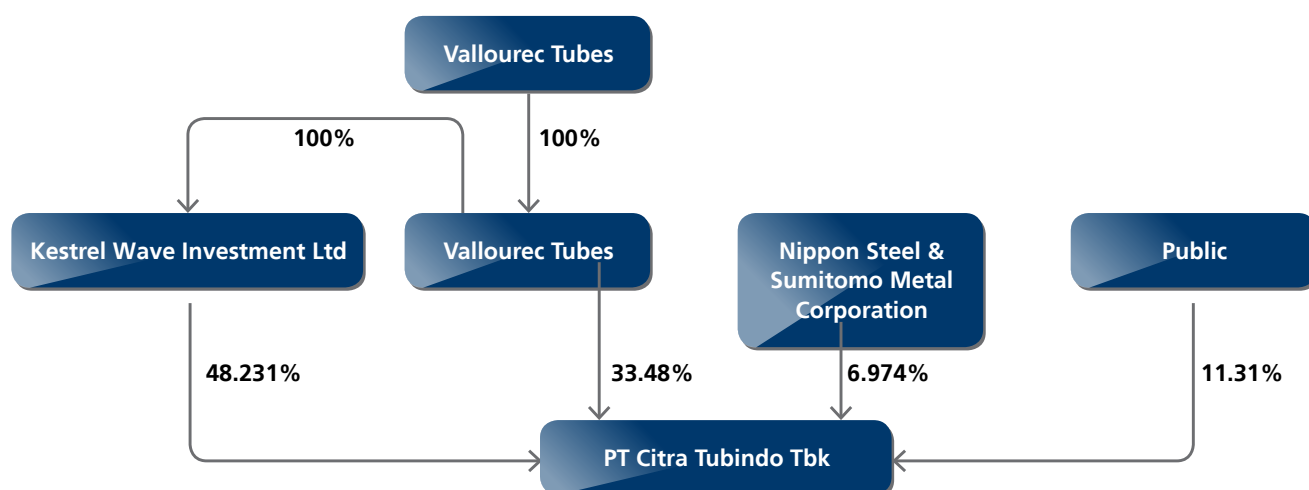 Vallourec Tubes
100%
100%
Kestrel Wave Investment Ltd
Vallourec Tubes
Nippon Steel &
Sumitomo Metal
Corporation
Public
48.231%
33.48%
6.974%
11.31%
PT Citra Tubindo Tbk